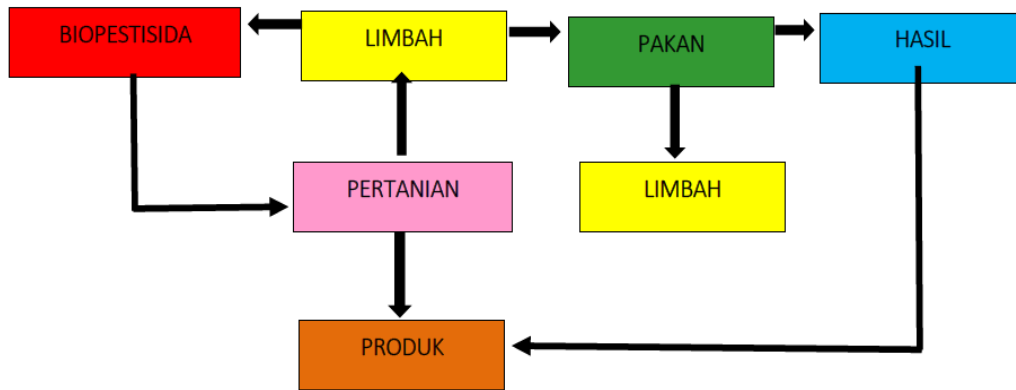 BIOPESTISIDA
LIMBAH
PAKAN
HASIL
PERTANIAN
LIMBAH
PRODUK